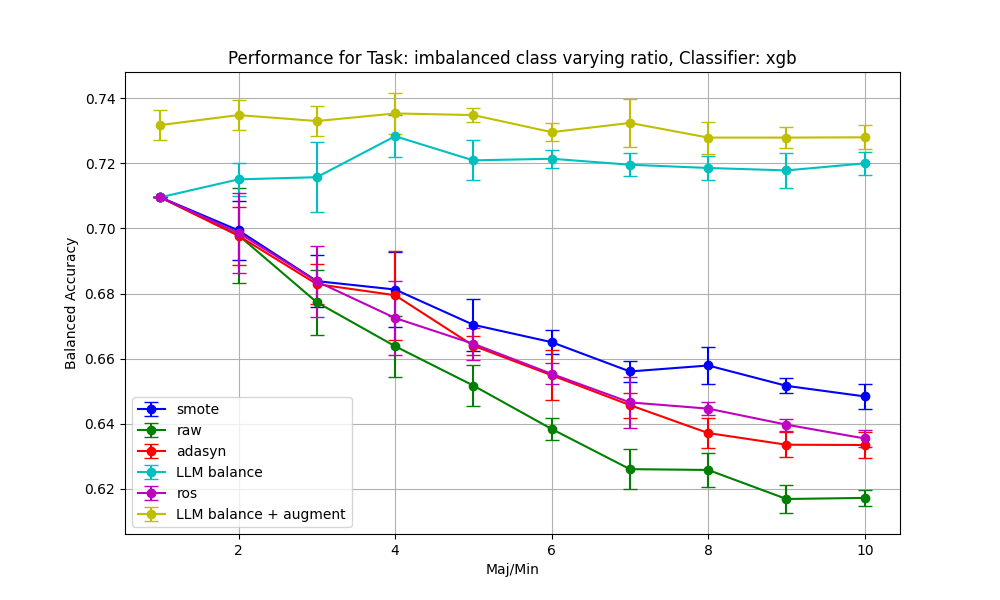 Performance for Task: imbalanced class varying ratio, Classifier: xgb
Balanced Accuracy
0.74
0.72
0.70
0.68
0.66
0.64
0.62
smote
raw
adasyn
LLM balance
ros
LLM balance + augment
2 4 6 8 10
Maj/Min